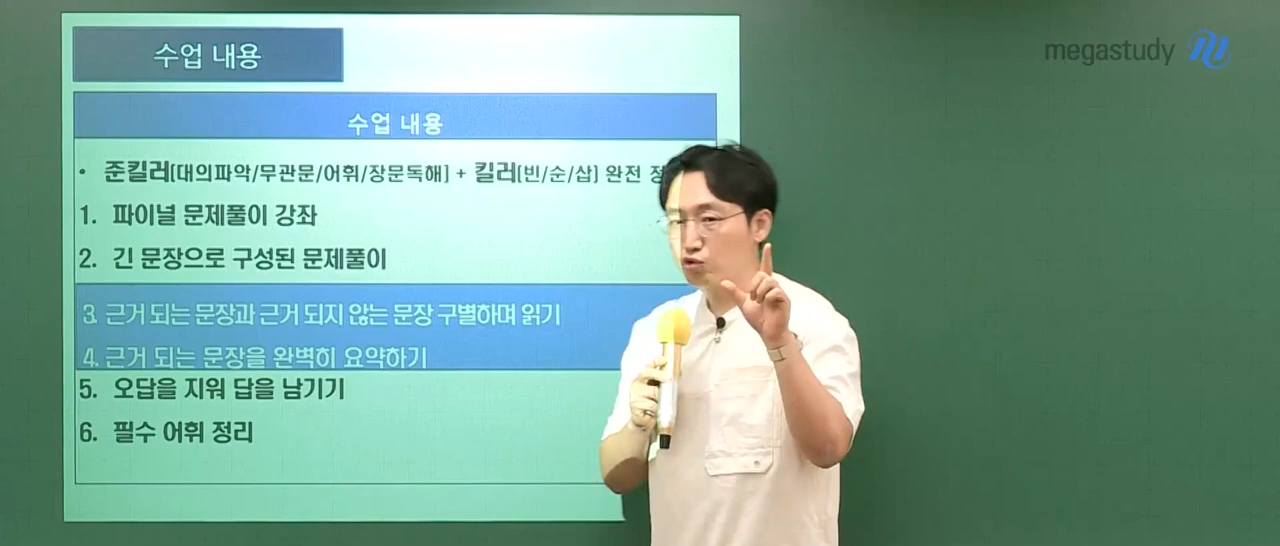 수업 내용
megastudy
수업 내용
• 준킬러[대의파악/무관문/어휘/장문독해] + 킬러[빈/순/삽] 완전
1. 파이널 문제풀이 강좌
2. 긴 문장으로 구성된 문제풀이
3. 근거 되는 문장과 근거 되지 않는 문장 구별하며 읽기
4. 근거 되는 문장을 완벽히 요약하기
5. 오답을 지워 답을 남기기
6. 필수 어휘 정리